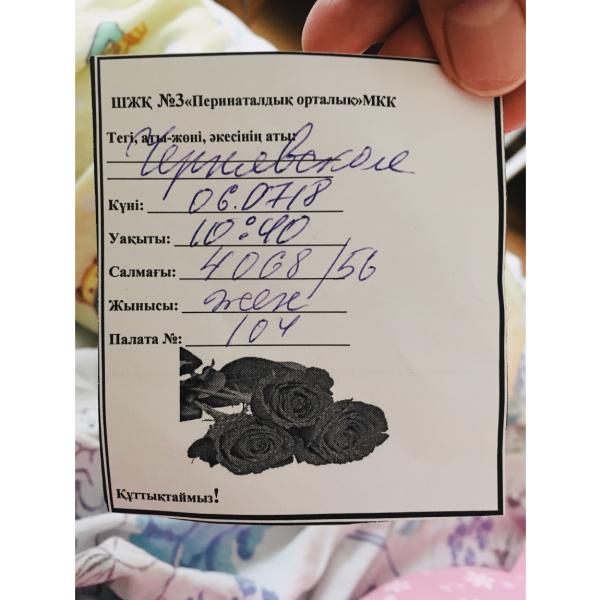 ШЖҚ №3«Перинаталдық орталық»МКК
Тегі, аты-жөні, әкесінің аты:
Чернявская
Күні: 06.07.18
Уақыты: 10:40
Салмағы: 4068/56
Жынысы: жен
Палата №: 104
Құттықтаймыз!